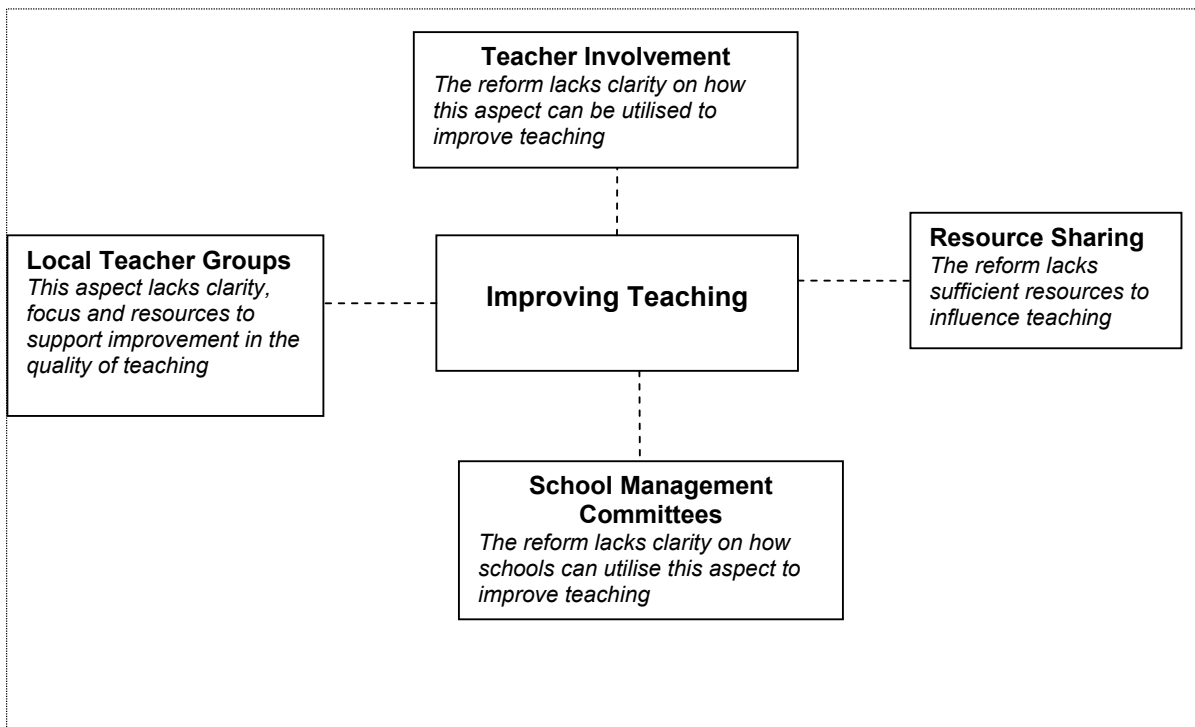 Teacher Involvement
The reform lacks clarity on how
this aspect can be utilised to
improve teaching
Local Teacher Groups
This aspect lacks clarity,
focus and resources to
support improvement in the
quality of teaching
Improving Teaching
Resource Sharing
The reform lacks
sufficient resources to
influence teaching
School Management
Committees
The reform lacks clarity on how
schools can utilise this aspect to
improve teaching